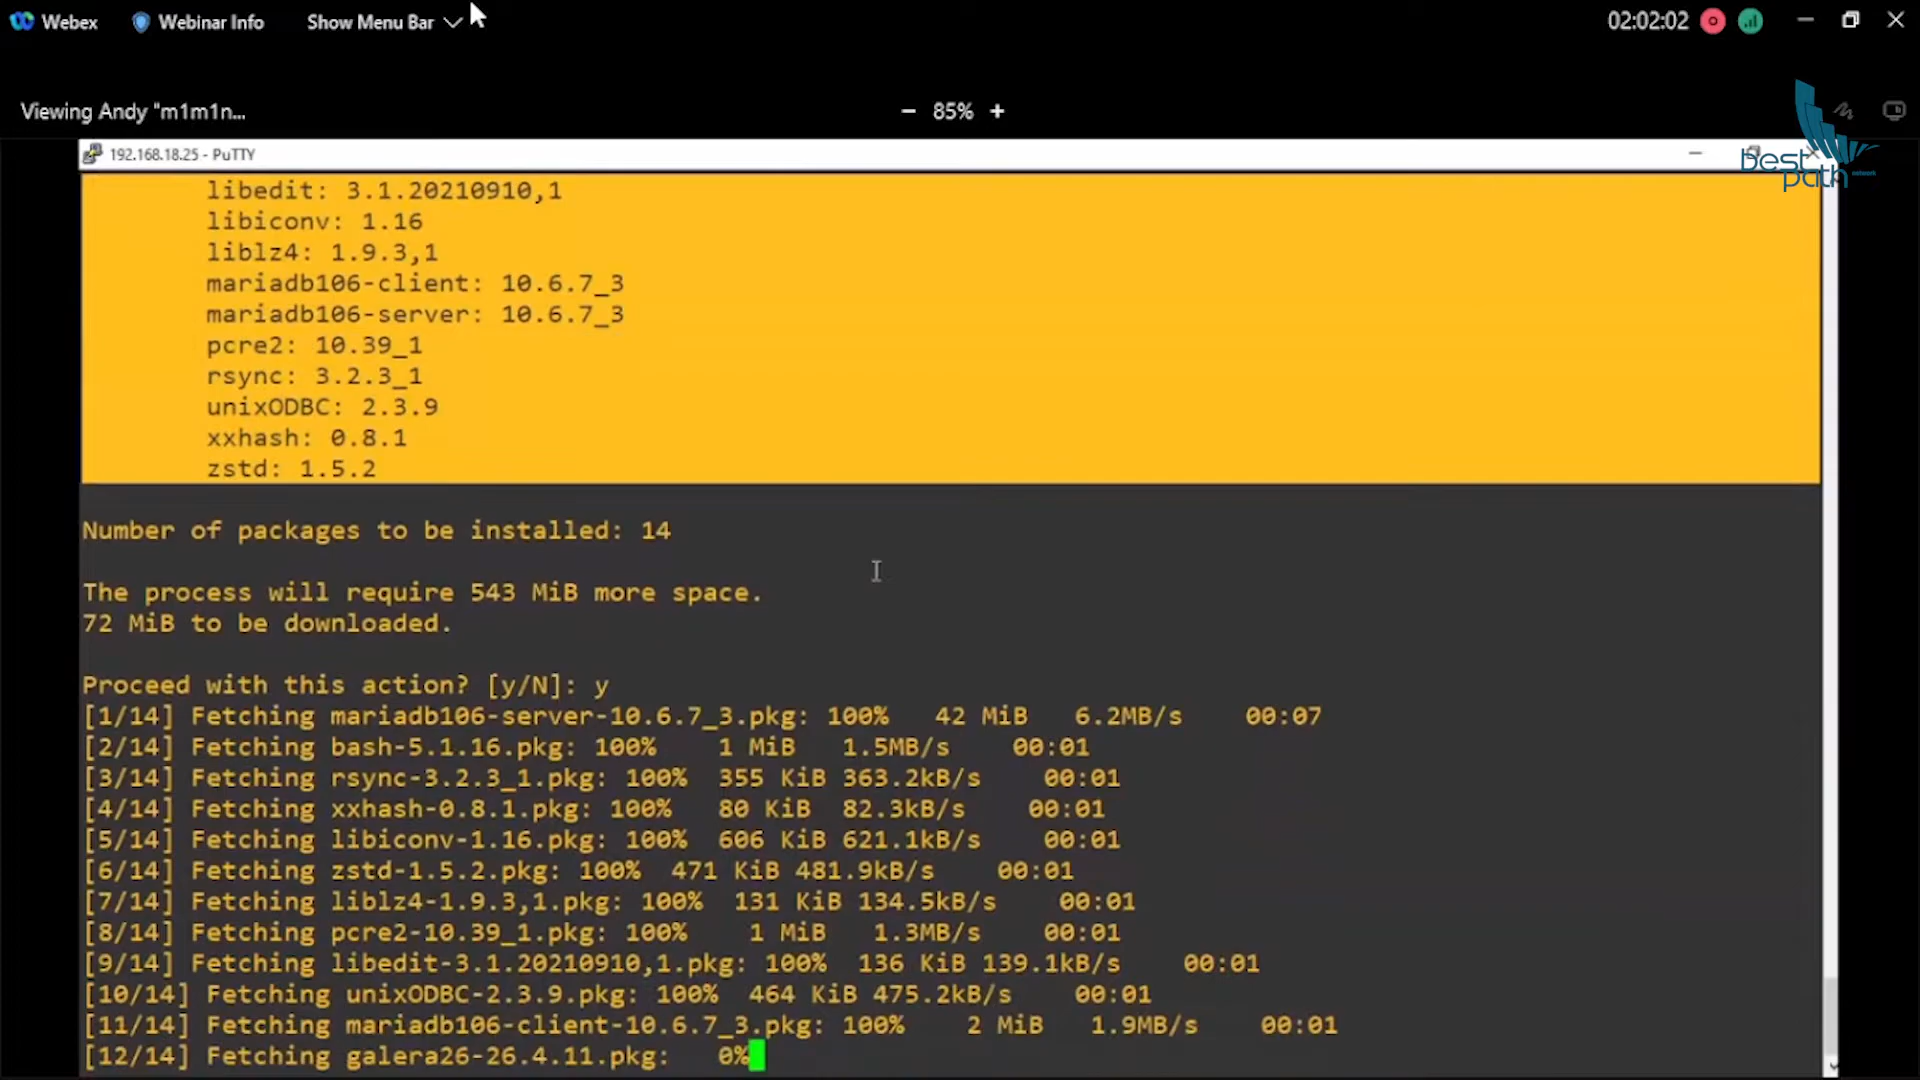 Webex Webinar Info Show Menu Bar 02:02:02
Viewing Andy "m1m1n... − 85% +
best path network
192.168.18.25 - PuTTY
libedit: 3.1.20210910,1
libiconv: 1.16
liblz4: 1.9.3,1
mariadb106-client: 10.6.7_3
mariadb106-server: 10.6.7_3
pcre2: 10.39_1
rsync: 3.2.3_1
unixODBC: 2.3.9
xxhash: 0.8.1
zstd: 1.5.2
Number of packages to be installed: 14
The process will require 543 MiB more space.
72 MiB to be downloaded.
Proceed with this action? [y/N]: y
[1/14] Fetching mariadb106-server-10.6.7_3.pkg: 100% 42 MiB 6.2MB/s 00:07
[2/14] Fetching bash-5.1.16.pkg: 100% 1 MiB 1.5MB/s 00:01
[3/14] Fetching rsync-3.2.3_1.pkg: 100% 355 KiB 363.2kB/s 00:01
[4/14] Fetching xxhash-0.8.1.pkg: 100% 80 KiB 82.3kB/s 00:01
[5/14] Fetching libiconv-1.16.pkg: 100% 606 KiB 621.1kB/s 00:01
[6/14] Fetching zstd-1.5.2.pkg: 100% 471 KiB 481.9kB/s 00:01
[7/14] Fetching liblz4-1.9.3,1.pkg: 100% 131 KiB 134.5kB/s 00:01
[8/14] Fetching pcre2-10.39_1.pkg: 100% 1 MiB 1.3MB/s 00:01
[9/14] Fetching libedit-3.1.20210910,1.pkg: 100% 136 KiB 139.1kB/s 00:01
[10/14] Fetching unixODBC-2.3.9.pkg: 100% 464 KiB 475.2kB/s 00:01
[11/14] Fetching mariadb106-client-10.6.7_3.pkg: 100% 2 MiB 1.9MB/s 00:01
[12/14] Fetching galera26-26.4.11.pkg: 0%